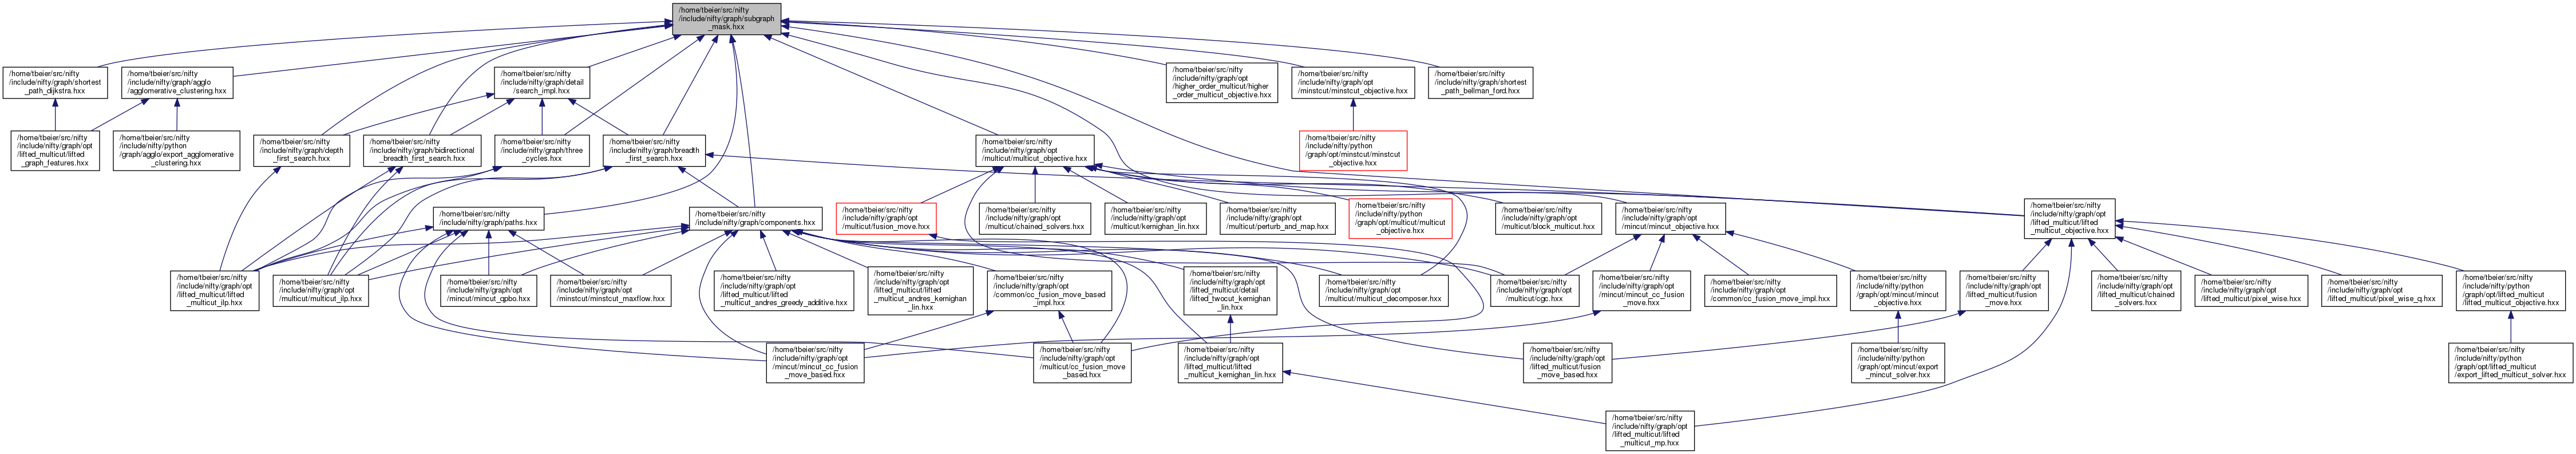 /home/tbeier/src/nifty
/include/nifty/graph/subgraph
_mask.hxx
/home/tbeier/src/nifty
/include/nifty/graph/shortest
_path_dijkstra.hxx
/home/tbeier/src/nifty
/include/nifty/graph/agglo
/agglomerative_clustering.hxx
/home/tbeier/src/nifty
/include/nifty/graph/detail
/search_impl.hxx
/home/tbeier/src/nifty
/include/nifty/graph/opt
/higher_order_multicut/higher
_order_multicut_objective.hxx
/home/tbeier/src/nifty
/include/nifty/graph/opt
/minstcut/minstcut_objective.hxx
/home/tbeier/src/nifty
/include/nifty/graph/shortest
_path_bellman_ford.hxx
/home/tbeier/src/nifty
/include/nifty/graph/opt
/lifted_multicut/lifted
_graph_features.hxx
/home/tbeier/src/nifty
/include/nifty/python
/graph/agglo/export_agglomerative
_clustering.hxx
/home/tbeier/src/nifty
/include/nifty/graph/depth
_first_search.hxx
/home/tbeier/src/nifty
/include/nifty/graph/bidirectional
_breadth_first_search.hxx
/home/tbeier/src/nifty
/include/nifty/graph/three
_cycles.hxx
/home/tbeier/src/nifty
/include/nifty/graph/breadth
_first_search.hxx
/home/tbeier/src/nifty
/include/nifty/graph/opt
/multicut/multicut_objective.hxx
/home/tbeier/src/nifty
/include/nifty/python
/graph/opt/minstcut/minstcut
_objective.hxx
/home/tbeier/src/nifty
/include/nifty/graph/paths.hxx
/home/tbeier/src/nifty
/include/nifty/graph/components.hxx
/home/tbeier/src/nifty
/include/nifty/graph/opt
/multicut/fusion_move.hxx
/home/tbeier/src/nifty
/include/nifty/graph/opt
/multicut/chained_solvers.hxx
/home/tbeier/src/nifty
/include/nifty/graph/opt
/multicut/kernighan_lin.hxx
/home/tbeier/src/nifty
/include/nifty/graph/opt
/multicut/perturb_and_map.hxx
/home/tbeier/src/nifty
/include/nifty/python
/graph/opt/multicut/multicut
_objective.hxx
/home/tbeier/src/nifty
/include/nifty/graph/opt
/multicut/block_multicut.hxx
/home/tbeier/src/nifty
/include/nifty/graph/opt
/mincut/mincut_objective.hxx
/home/tbeier/src/nifty
/include/nifty/graph/opt
/lifted_multicut/lifted
_multicut_objective.hxx
/home/tbeier/src/nifty
/include/nifty/graph/opt
/lifted_multicut/lifted
_multicut_ilp.hxx
/home/tbeier/src/nifty
/include/nifty/graph/opt
/multicut/multicut_ilp.hxx
/home/tbeier/src/nifty
/include/nifty/graph/opt
/mincut/mincut_qpbo.hxx
/home/tbeier/src/nifty
/include/nifty/graph/opt
/minstcut/minstcut_maxflow.hxx
/home/tbeier/src/nifty
/include/nifty/graph/opt
/lifted_multicut/lifted
_multicut_andres_greedy_additive.hxx
/home/tbeier/src/nifty
/include/nifty/graph/opt
/lifted_multicut/lifted
_multicut_andres_kernighan
_lin.hxx
/home/tbeier/src/nifty
/include/nifty/graph/opt
/common/cc_fusion_move_based
_impl.hxx
/home/tbeier/src/nifty
/include/nifty/graph/opt
/lifted_multicut/detail
/lifted_twocut_kernighan
_lin.hxx
/home/tbeier/src/nifty
/include/nifty/graph/opt
/multicut/multicut_decomposer.hxx
/home/tbeier/src/nifty
/include/nifty/graph/opt
/multicut/cgc.hxx
/home/tbeier/src/nifty
/include/nifty/graph/opt
/mincut/mincut_cc_fusion
_move.hxx
/home/tbeier/src/nifty
/include/nifty/graph/opt
/common/cc_fusion_move_impl.hxx
/home/tbeier/src/nifty
/include/nifty/python
/graph/opt/mincut/mincut
_objective.hxx
/home/tbeier/src/nifty
/include/nifty/graph/opt
/lifted_multicut/fusion
_move.hxx
/home/tbeier/src/nifty
/include/nifty/graph/opt
/lifted_multicut/chained
_solvers.hxx
/home/tbeier/src/nifty
/include/nifty/graph/opt
/lifted_multicut/pixel_wise.hxx
/home/tbeier/src/nifty
/include/nifty/graph/opt
/lifted_multicut/pixel_wise_q.hxx
/home/tbeier/src/nifty
/include/nifty/python
/graph/opt/lifted_multicut
/lifted_multicut_objective.hxx
/home/tbeier/src/nifty
/include/nifty/graph/opt
/mincut/mincut_cc_fusion
_move_based.hxx
/home/tbeier/src/nifty
/include/nifty/graph/opt
/multicut/cc_fusion_move
_based.hxx
/home/tbeier/src/nifty
/include/nifty/graph/opt
/lifted_multicut/lifted
_multicut_kernighan_lin.hxx
/home/tbeier/src/nifty
/include/nifty/graph/opt
/lifted_multicut/fusion
_move_based.hxx
/home/tbeier/src/nifty
/include/nifty/python
/graph/opt/mincut/export
_mincut_solver.hxx
/home/tbeier/src/nifty
/include/nifty/python
/graph/opt/lifted_multicut
/export_lifted_multicut_solver.hxx
/home/tbeier/src/nifty
/include/nifty/graph/opt
/lifted_multicut/lifted
_multicut_mp.hxx